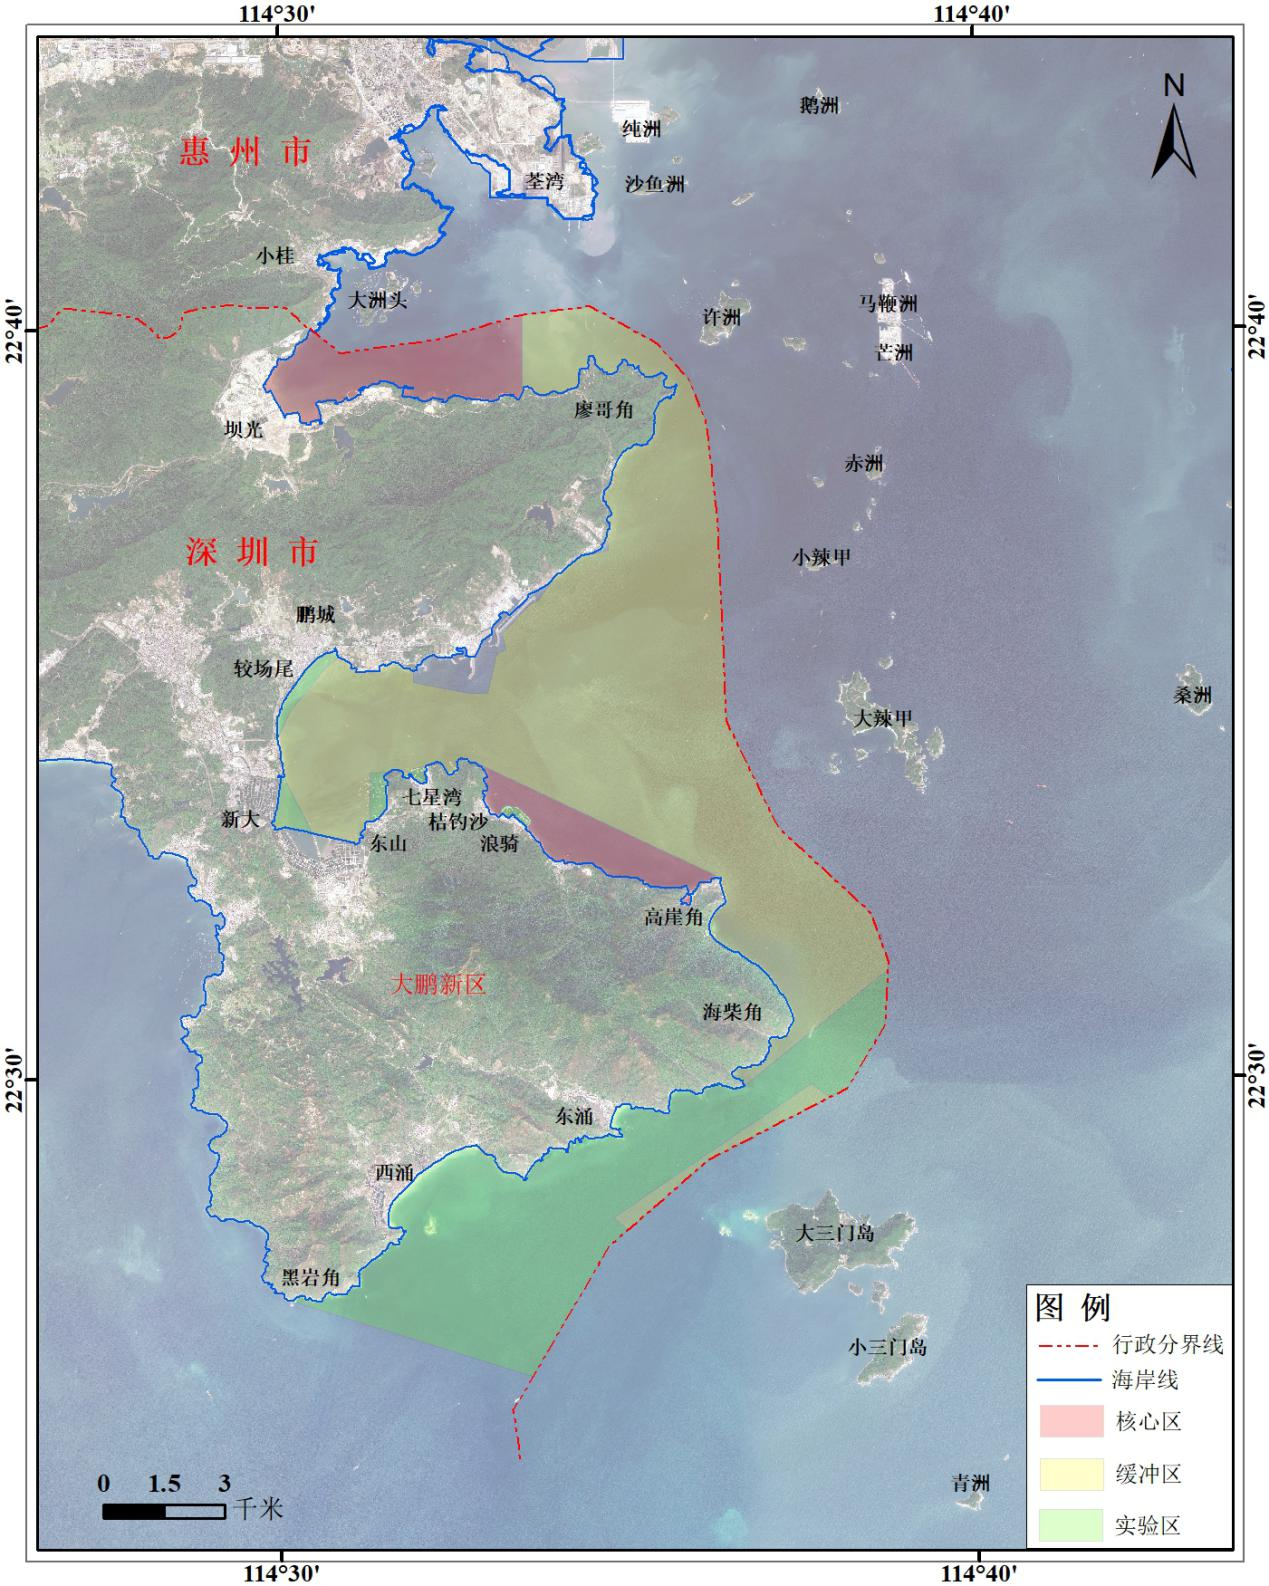 114°30' 114°40'
N
鹅洲
纯洲
惠州市
荃湾
沙鱼洲
小桂
大洲头
许洲
马鞭洲
22°40' 22°40'
芒洲
廖哥角
坝光
赤洲
深圳市
小辣甲
鹏城
较场尾
桑洲
大辣甲
七星湾
新大
桔钓沙
东山
浪骑
高崖角
大鹏新区
海柴角
22°30' 22°30'
东涌
西涌
大三门岛
黑岩角
小三门岛
图例
行政分界线
海岸线
核心区
缓冲区
实验区
青洲
0 1.5 3
千米
114°30' 114°40'